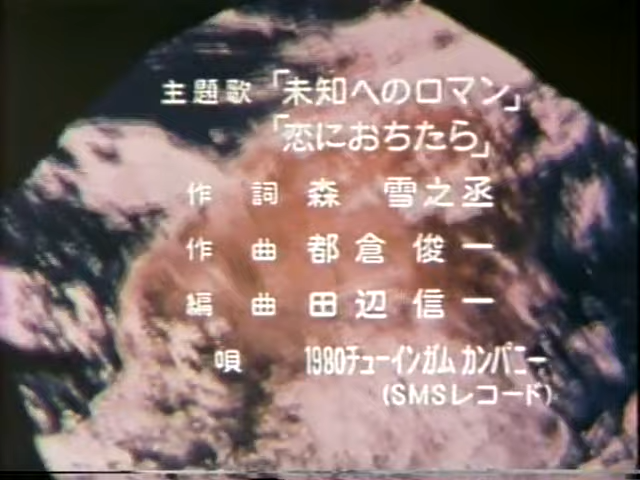 主題歌「未知へのロマン」
「恋におちたら」
作 詞 森 雪之丞
作 曲 都倉 俊一
編 曲 田辺 信一
唄 1980チューインガム カンパニー
(SMSレコード)